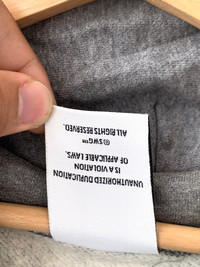 UNAUTHORIZED DUPLICATION
IS A VIOLATION
OF APPLICABLE LAWS.
© SWG™
ALL RIGHTS RESERVED.